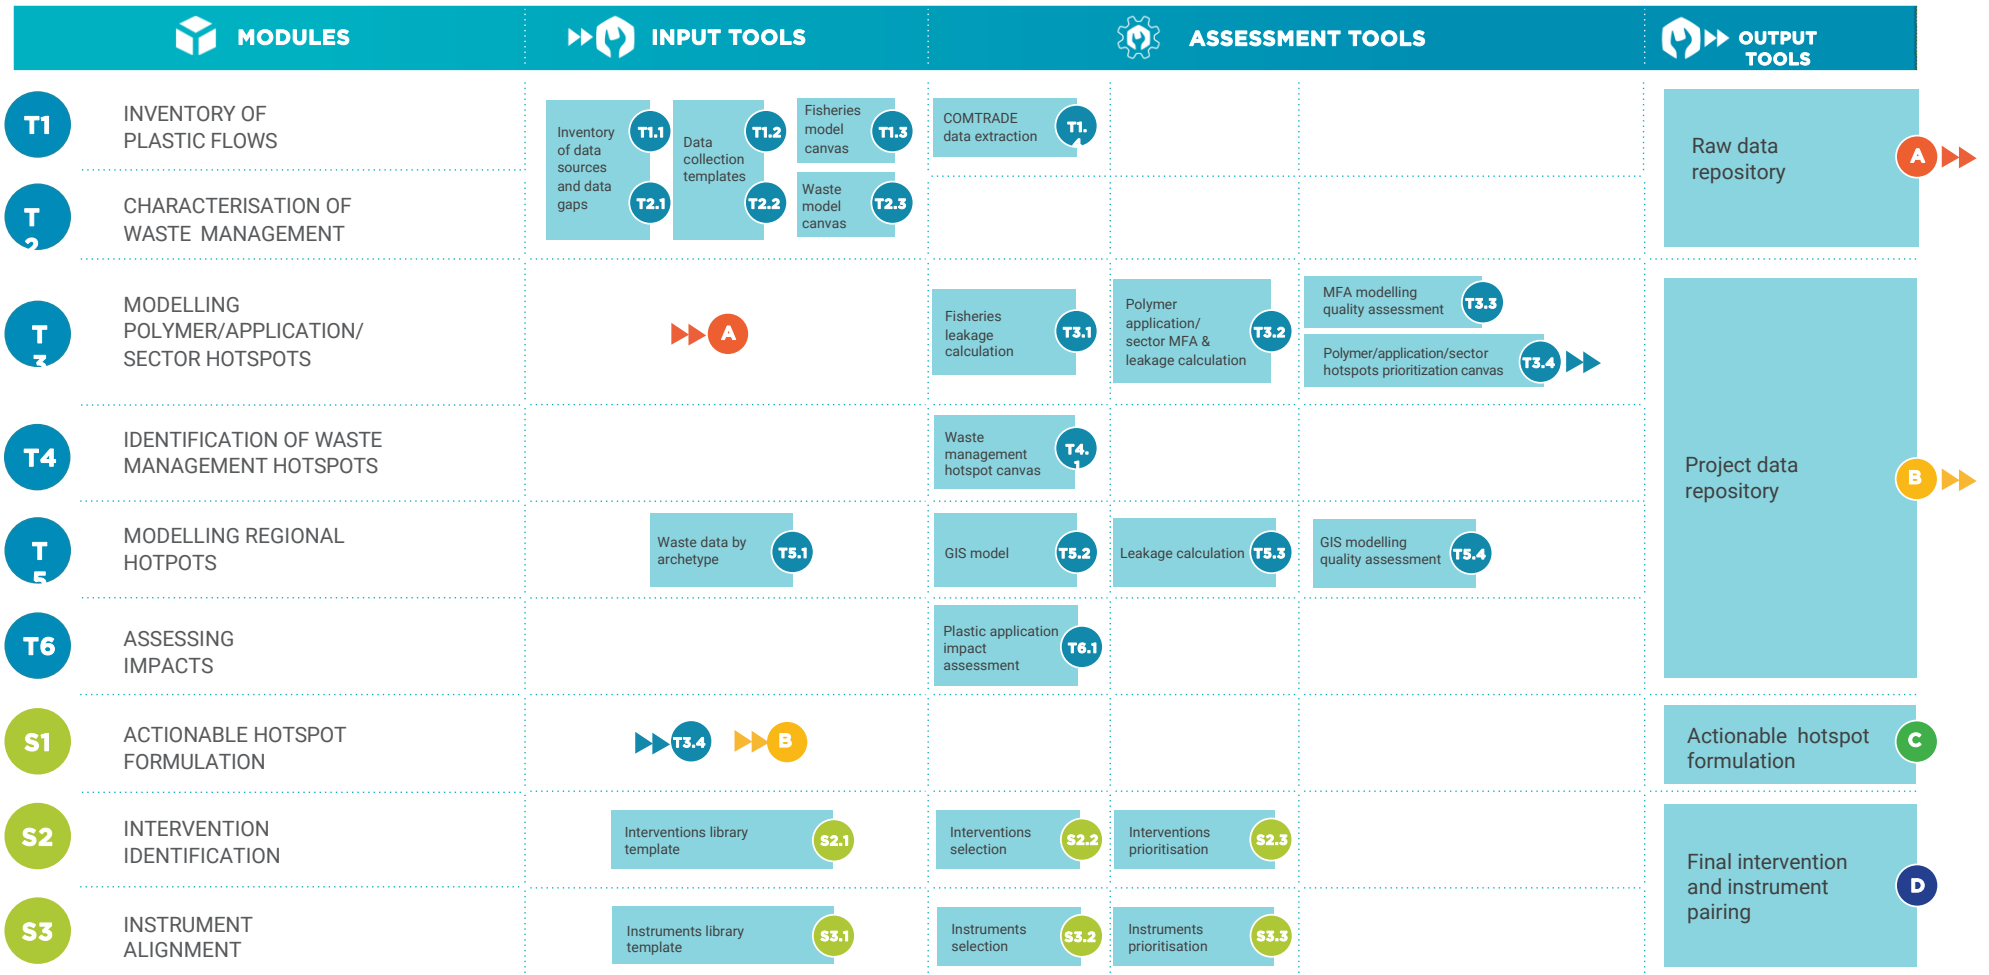 MODULES
INPUT TOOLS
ASSESSMENT TOOLS
OUTPUT
TOOLS
T1
INVENTORY OF
PLASTIC FLOWS
Inventory
of data
sources
and data
gaps
T1.1
T2.1
Data
collection
templates
T1.2
T2.2
Fisheries
model
canvas
T1.3
COMTRADE
data extraction
T1.
Raw data
repository
A
T
2
CHARACTERISATION OF
WASTE MANAGEMENT
Waste
model
canvas
T2.3
T
3
MODELLING
POLYMER/APPLICATION/
SECTOR HOTSPOTS
A
Fisheries
leakage
calculation
T3.1
Polymer
application/
sector MFA &
leakage calculation
T3.2
MFA modelling
quality assessment
T3.3
Polymer/application/sector
hotspots prioritization canvas
T3.4
Project data
repository
B
T4
IDENTIFICATION OF WASTE
MANAGEMENT HOTSPOTS
Waste
management
hotspot canvas
T4.
1
T
5
MODELLING REGIONAL
HOTPOTS
Waste data by
archetype
T5.1
GIS model
T5.2
Leakage calculation
T5.3
GIS modelling
quality assessment
T5.4
T6
ASSESSING
IMPACTS
Plastic application
impact
assessment
T6.1
S1
ACTIONABLE HOTSPOT
FORMULATION
T3.4
B
Actionable hotspot
formulation
C
S2
INTERVENTION
IDENTIFICATION
Interventions library
template
S2.1
Interventions
selection
S2.2
Interventions
prioritisation
S2.3
Final intervention
and instrument
pairing
D
S3
INSTRUMENT
ALIGNMENT
Instruments library
template
S3.1
Instruments
selection
S3.2
Instruments
prioritisation
S3.3